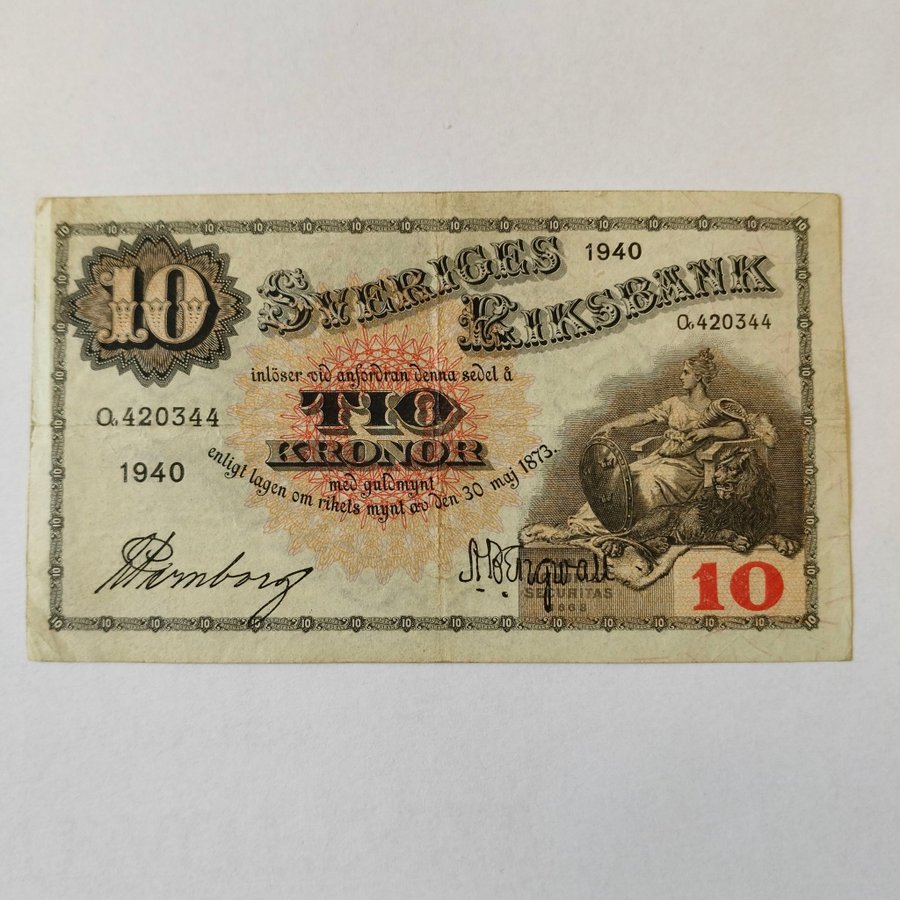 10
SVERIGES
1940
RIKSBANK
O, 420344
inlöser vid anfordran denna sedel å
TIO
KRONOR
O, 420344
1940
med guldmynt
enligt lagen om rikets mynt av den 30 maj 1873.
SECURITAS
10